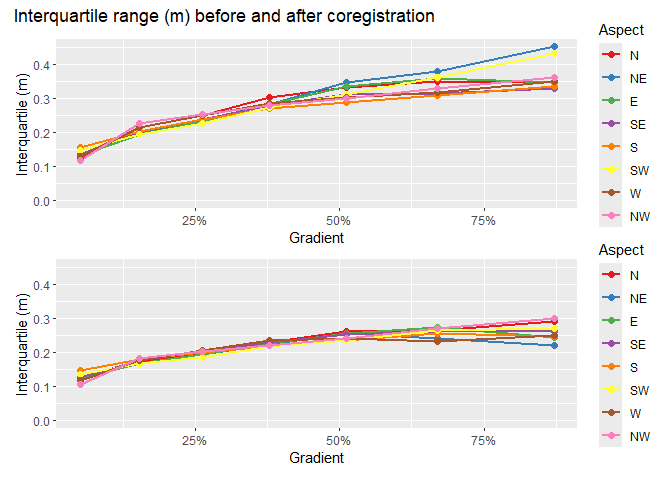 Interquartile range (m) before and after coregistration
Interquartile (m)
0.4
0.3
0.2
0.1
0.0
25%
50%
75%
Gradient
Aspect
N
NE
E
SE
S
SW
W
NW
Interquartile (m)
0.4
0.3
0.2
0.1
0.0
25%
50%
75%
Gradient
Aspect
N
NE
E
SE
S
SW
W
NW